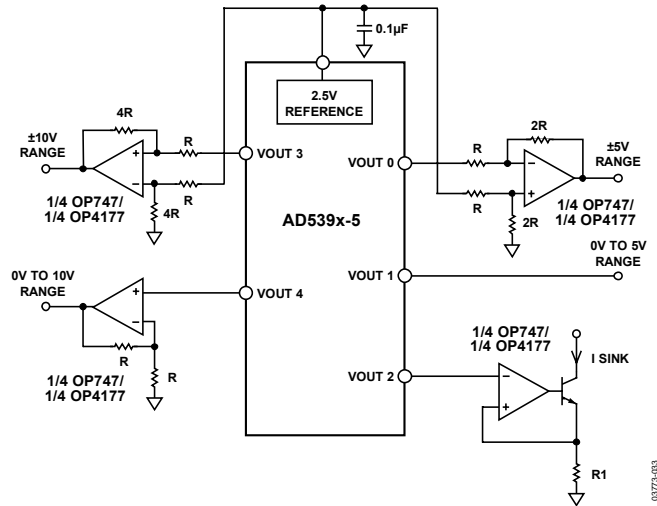 0.1µF
2.5V
REFERENCE
4R
±10V
RANGE
+
R
VOUT 3
–
R
1/4 OP747/
1/4 OP4177
4R
VOUT 0
R
2R
–
±5V
RANGE
R
+
2R
1/4 OP747/
1/4 OP4177
AD539x-5
0V TO 10V
RANGE
+
VOUT 4
–
R
R
1/4 OP747/
1/4 OP4177
VOUT 1
0V TO 5V
RANGE
1/4 OP747/
1/4 OP4177
I SINK
VOUT 2
–
+
R1
03773-033